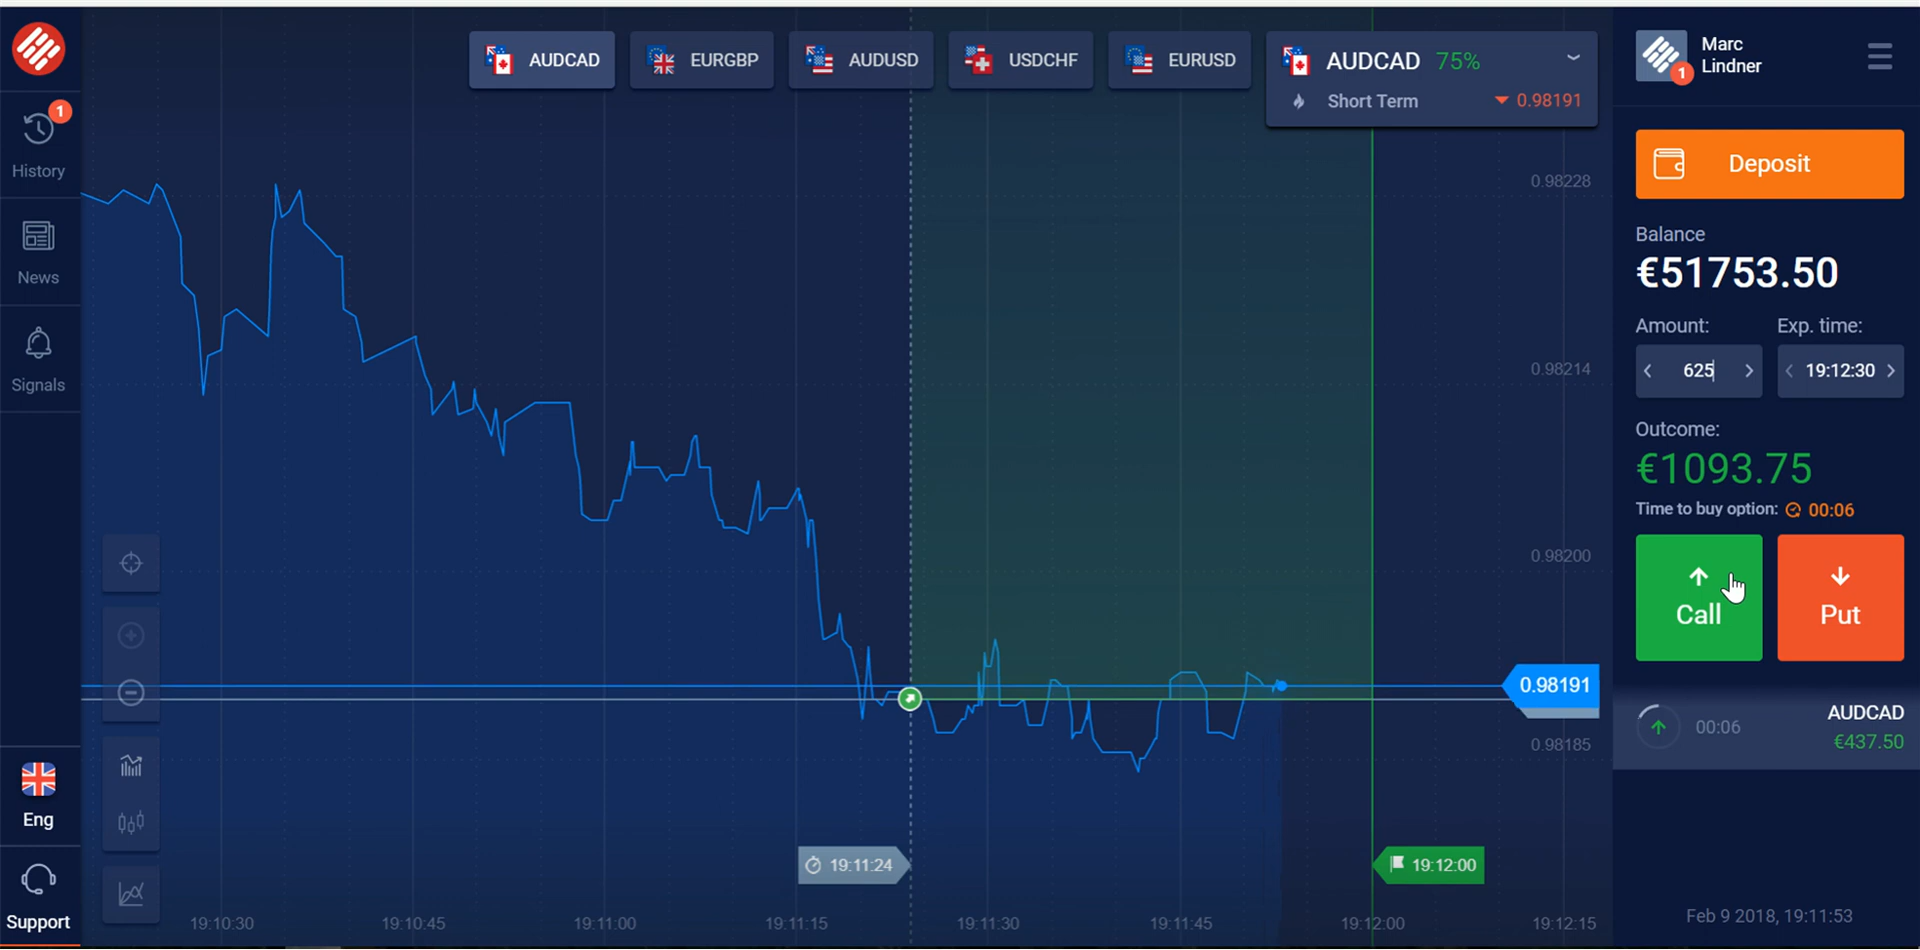 AUDCAD
EURGBP
AUDUSD
USDCHF
EURUSD
AUDCAD 75%
Short Term 0.98191
1
History
News
Signals
Eng
Support
0.98228
0.98214
0.98200
0.98191
0.98185
19:11:24
19:12:00
19:10:30
19:10:45
19:11:00
19:11:15
19:11:30
19:11:45
19:12:00
19:12:15
1
Marc
Lindner
Deposit
Balance
€51753.50
Amount: Exp. time:
625 19:12:30
Outcome:
€1093.75
Time to buy option: 00:06
Call
Put
00:06
AUDCAD
€437.50
Feb 9 2018, 19:11:53